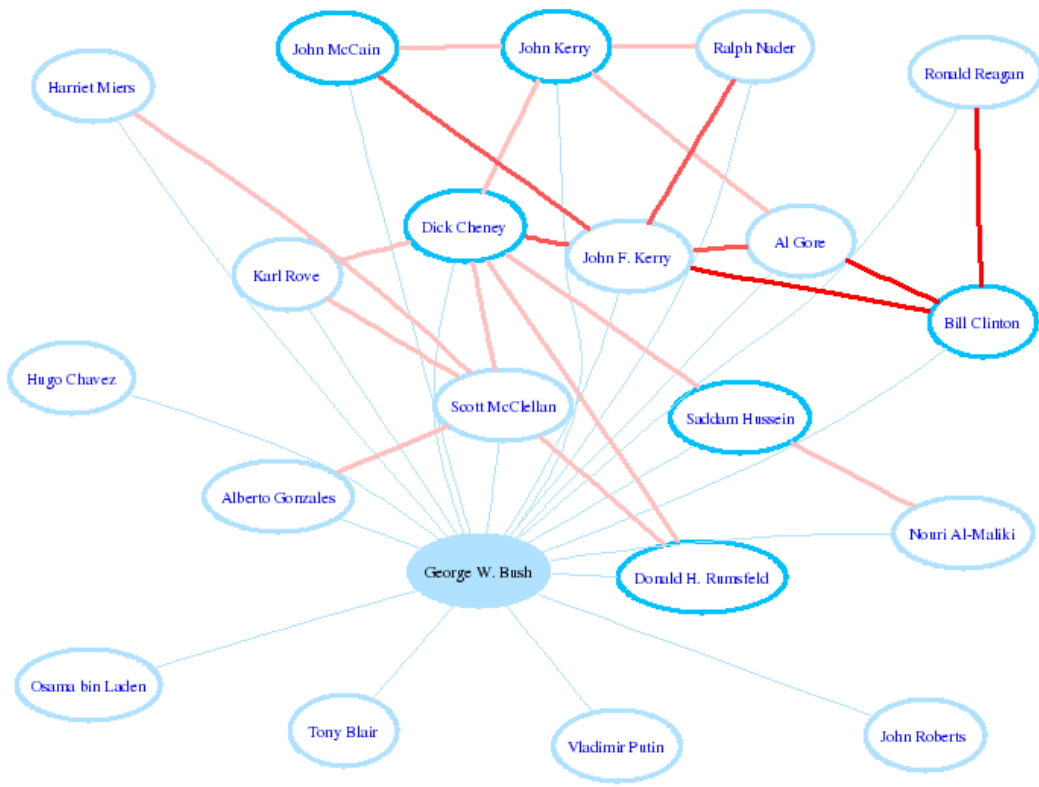 John McCain
John Kerry
Ralph Nader
Ronald Reagan
Harriet Miers
Dick Cheney
John F. Kerry
Al Gore
Karl Rove
Bill Clinton
Hugo Chavez
Scott McClellan
Saddam Hussein
Alberto Gonzales
Nouri Al-Maliki
George W. Bush
Donald H. Rumsfeld
Osama bin Laden
Tony Blair
Vladimir Putin
John Roberts